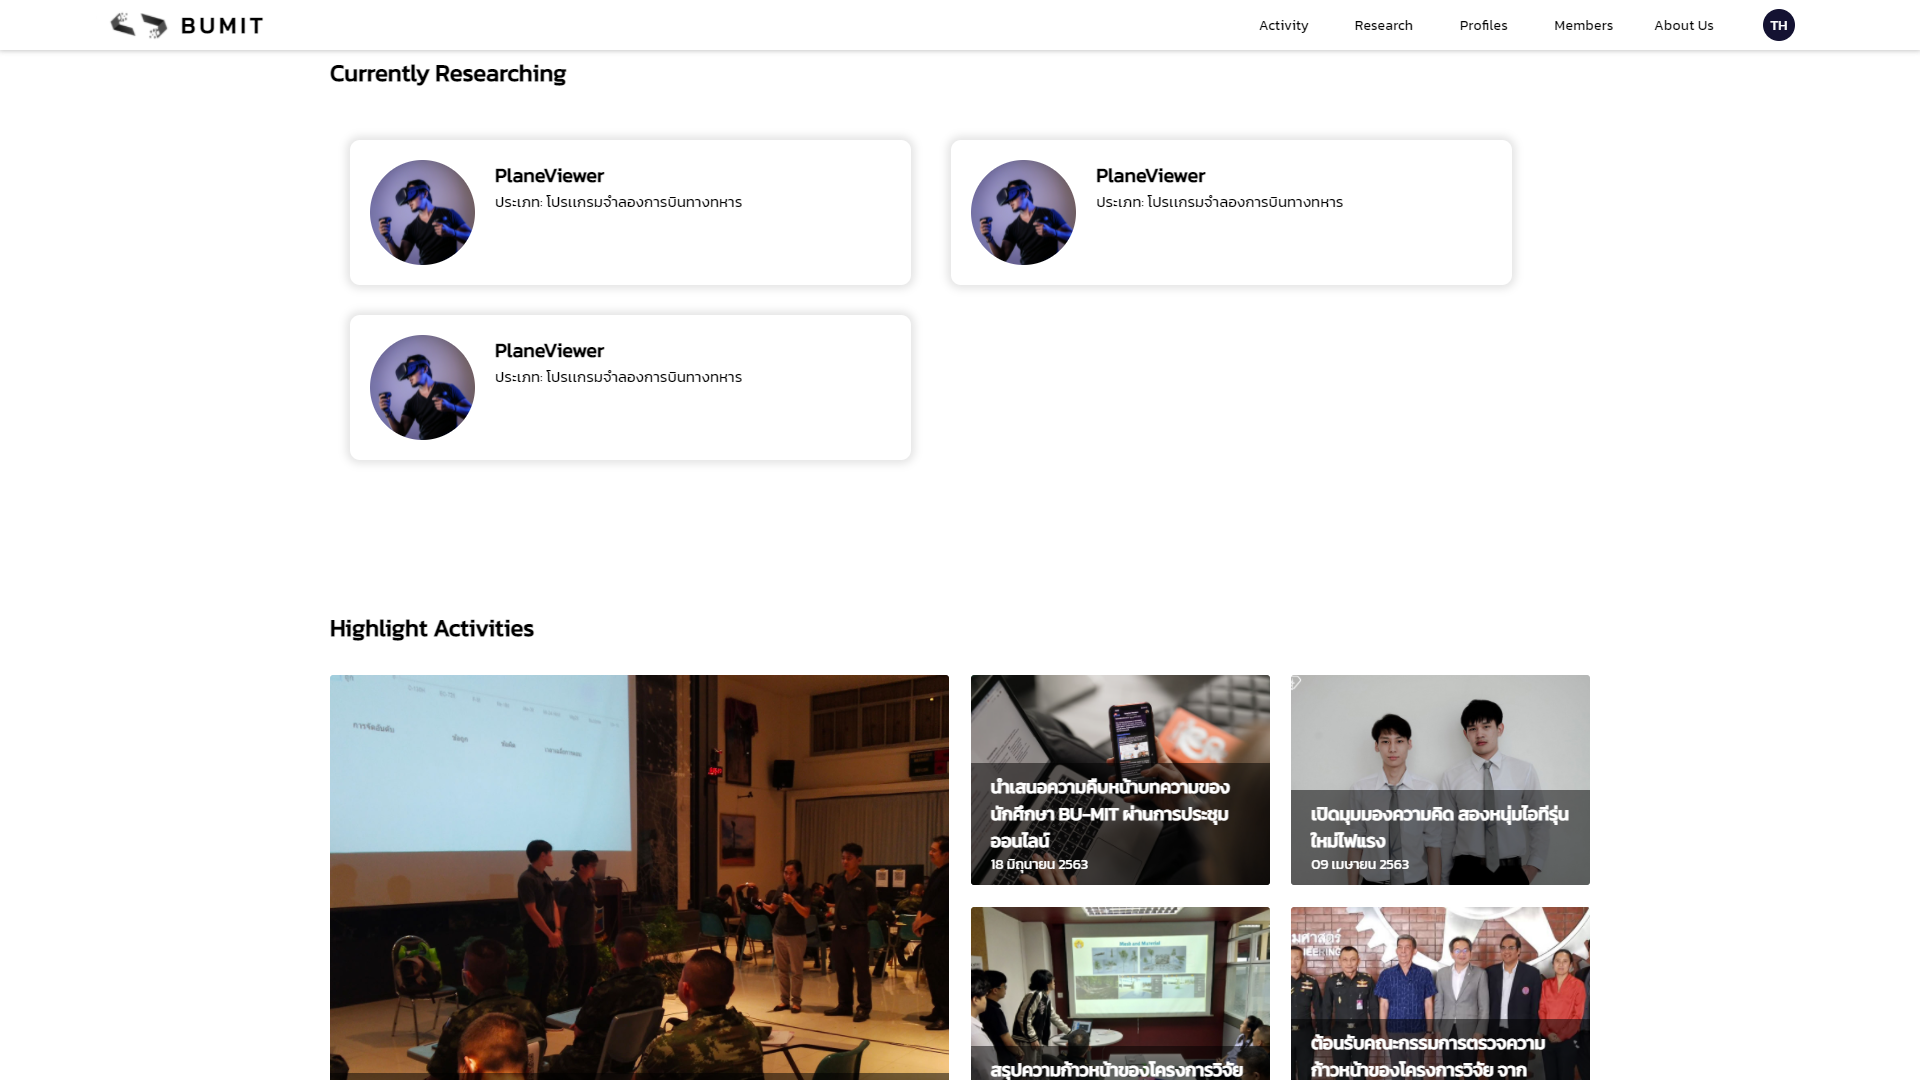 BUMIT
Activity
Research
Profiles
Members
About Us
TH
Currently Researching
PlaneViewer
ประเภท: โปรแกรมจำลองการบินทางทหาร
PlaneViewer
ประเภท: โปรแกรมจำลองการบินทางทหาร
PlaneViewer
ประเภท: โปรแกรมจำลองการบินทางทหาร
Highlight Activities
การจัดอันดับ
นำเสนอความคืบหน้าบทความของ
นักศึกษา BU-MIT ผ่านการประชุม
ออนไลน์
18 มิถุนายน 2563
เปิดมุมมองความคิด สองหนุ่มไอทีรุ่น
ใหม่ไฟแรง
09 เมษายน 2563
สรุปความก้าวหน้าของโครงการวิจัย
ต้อนรับคณะกรรมการตรวจความ
ก้าวหน้าของโครงการวิจัย จาก